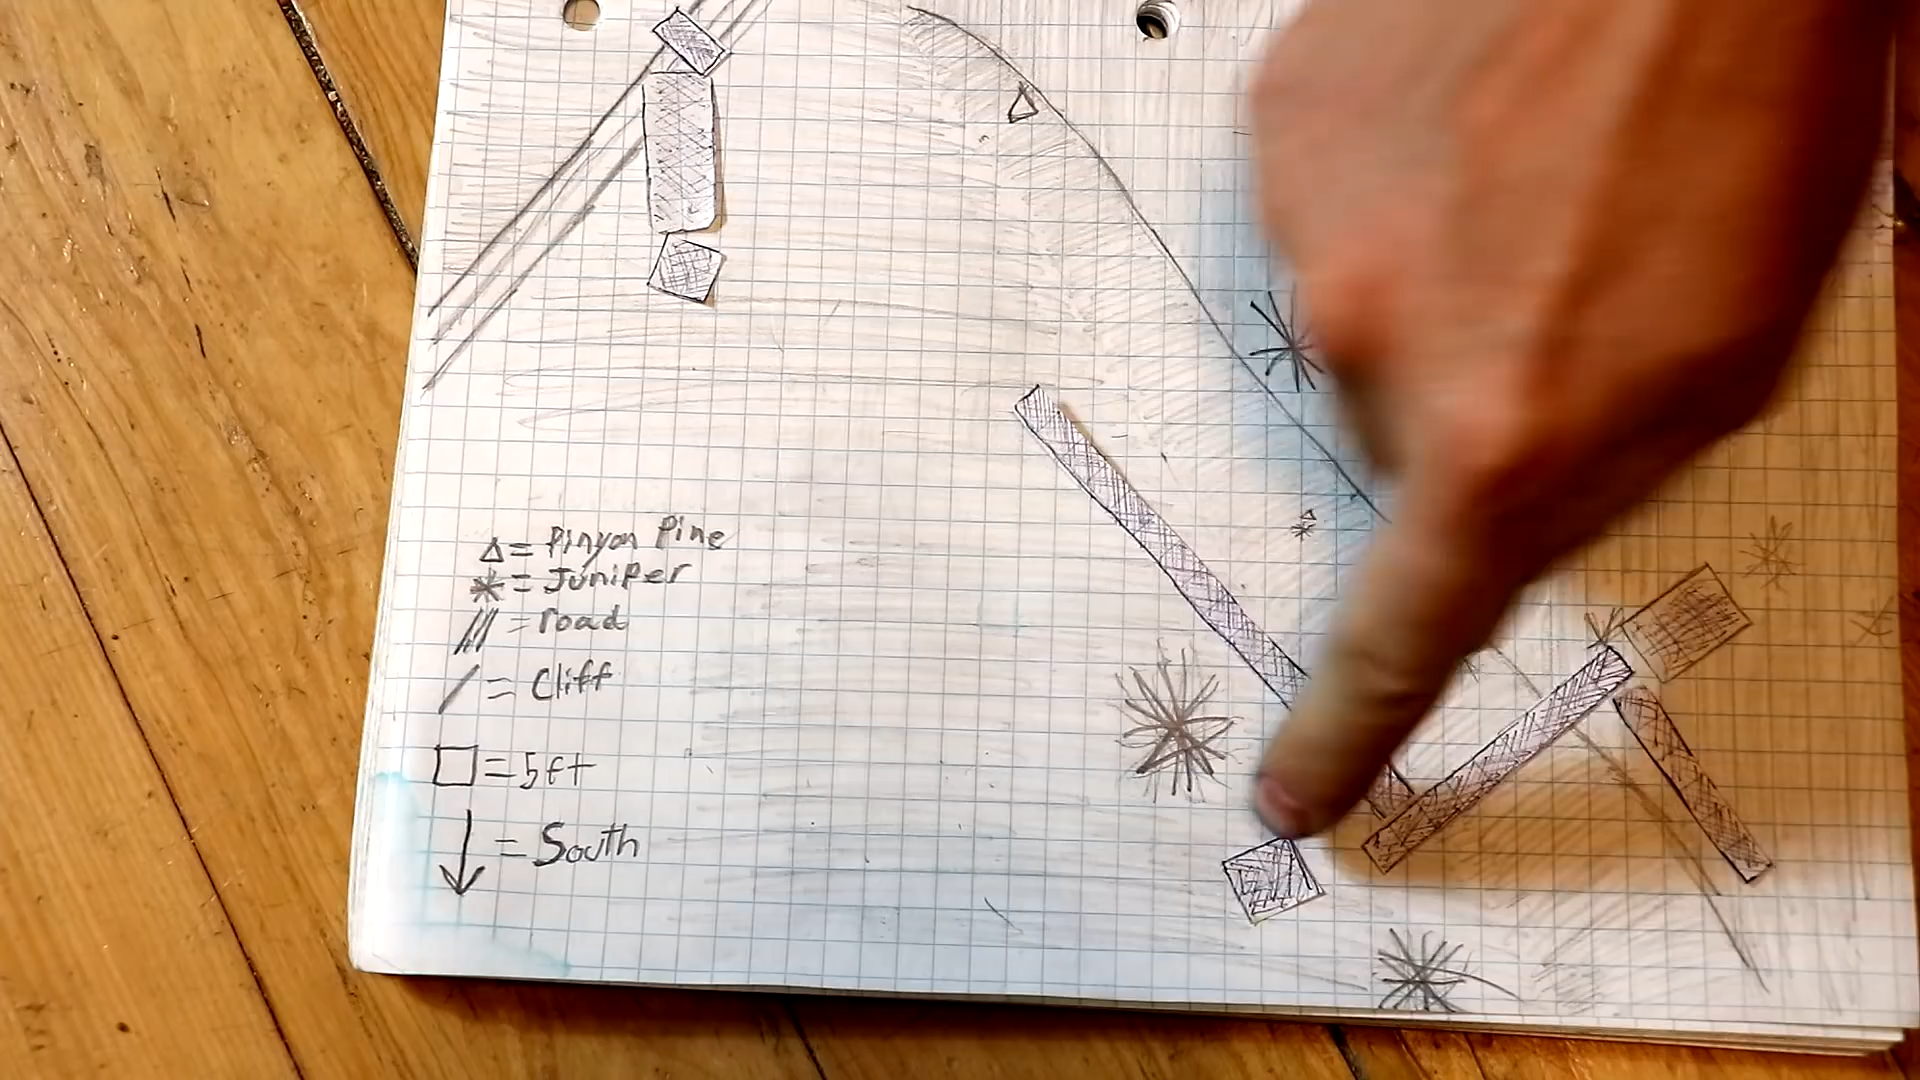 △= Pinyon Pine
✳= Juniper
/// = road
/ = Cliff
□=5ft
↓ = South